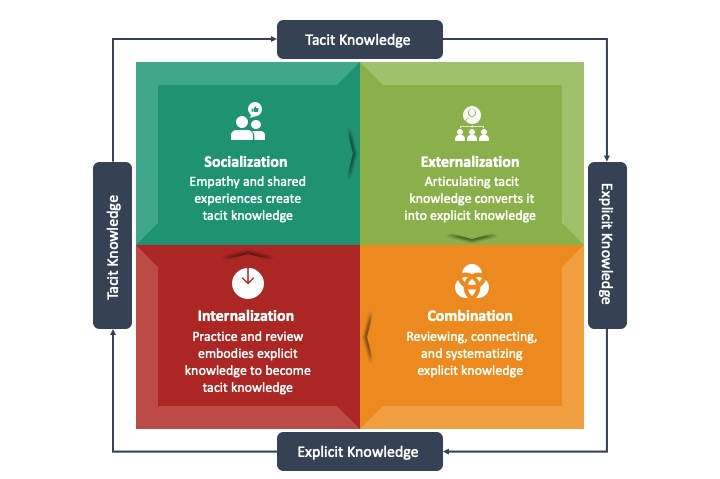 Tacit Knowledge
Tacit Knowledge
Socialization
Empathy and shared
experiences create
tacit knowledge
Externalization
Articulating tacit
knowledge converts it
into explicit knowledge
Explicit Knowledge
Internalization
Practice and review
embodies explicit
knowledge to become
tacit knowledge
Combination
Reviewing, connecting,
and systematizing
explicit knowledge
Explicit Knowledge